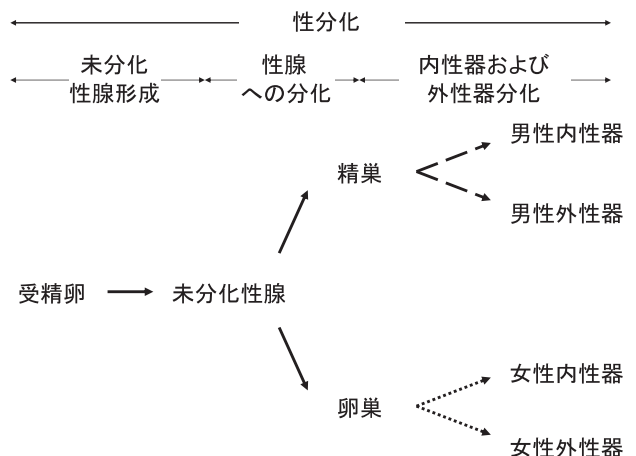 性分化
未分化
性腺形成
性腺
への分化
内性器および
外性器分化
男性内性器
精巣
男性外性器
受精卵
未分化性腺
女性内性器
卵巣
女性外性器